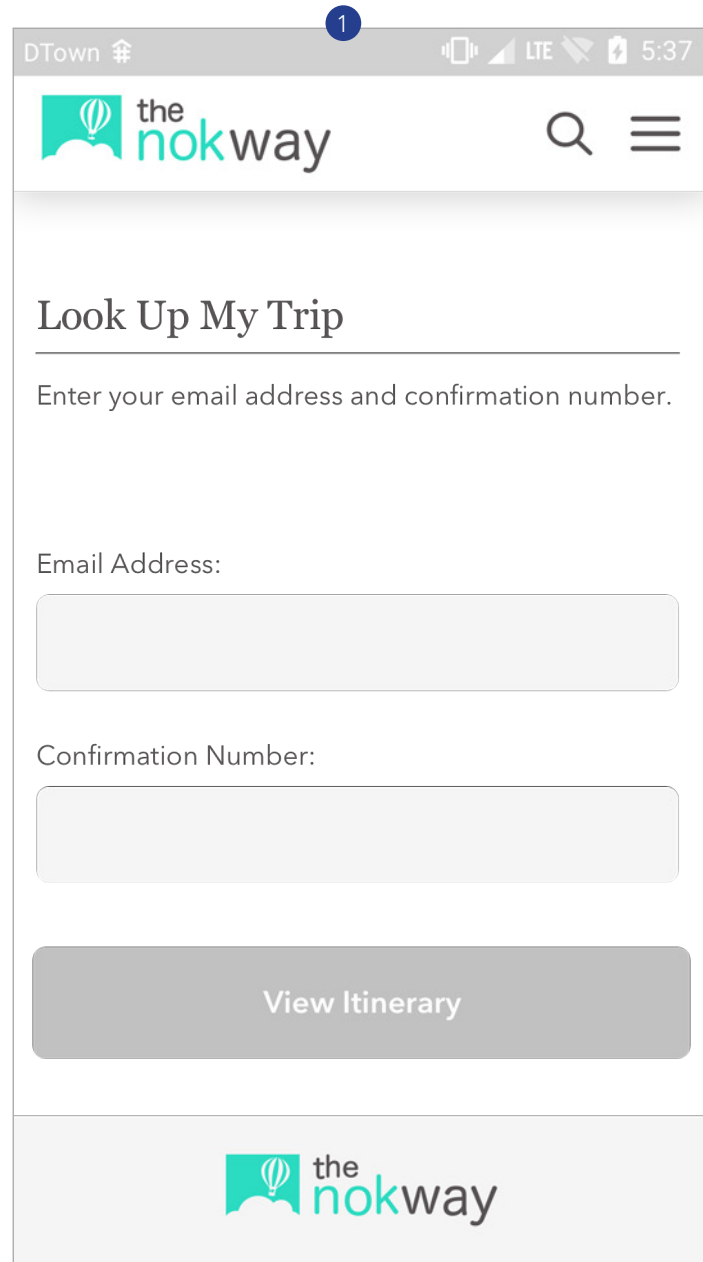 1
DTown
LTE
5:37
the
nokway
Look Up My Trip
Enter your email address and confirmation number.
Email Address:
Confirmation Number:
View Itinerary
the
nokway